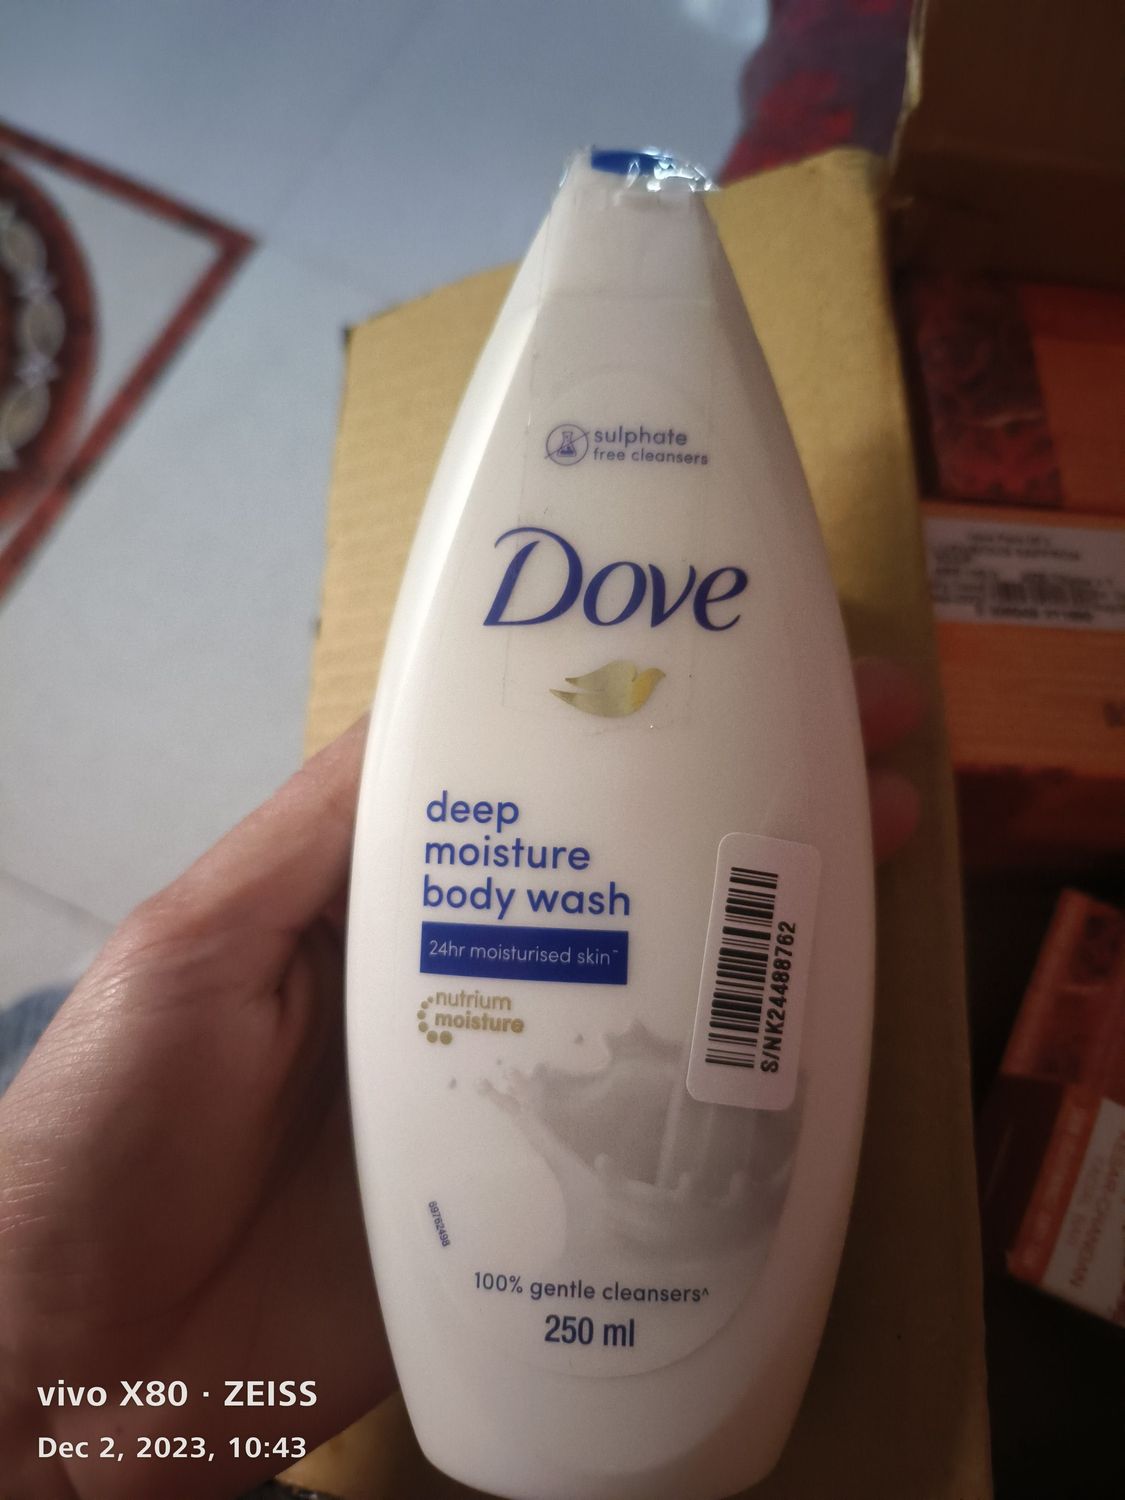 sulphate
free cleansers
Dove
deep
moisture
body wash
24hr moisturised skin~
nutrium
moisture
S/NK24488762
69762498
100% gentle cleansers^
250 ml
vivo X80 · ZEISS
Dec 2, 2023, 10:43